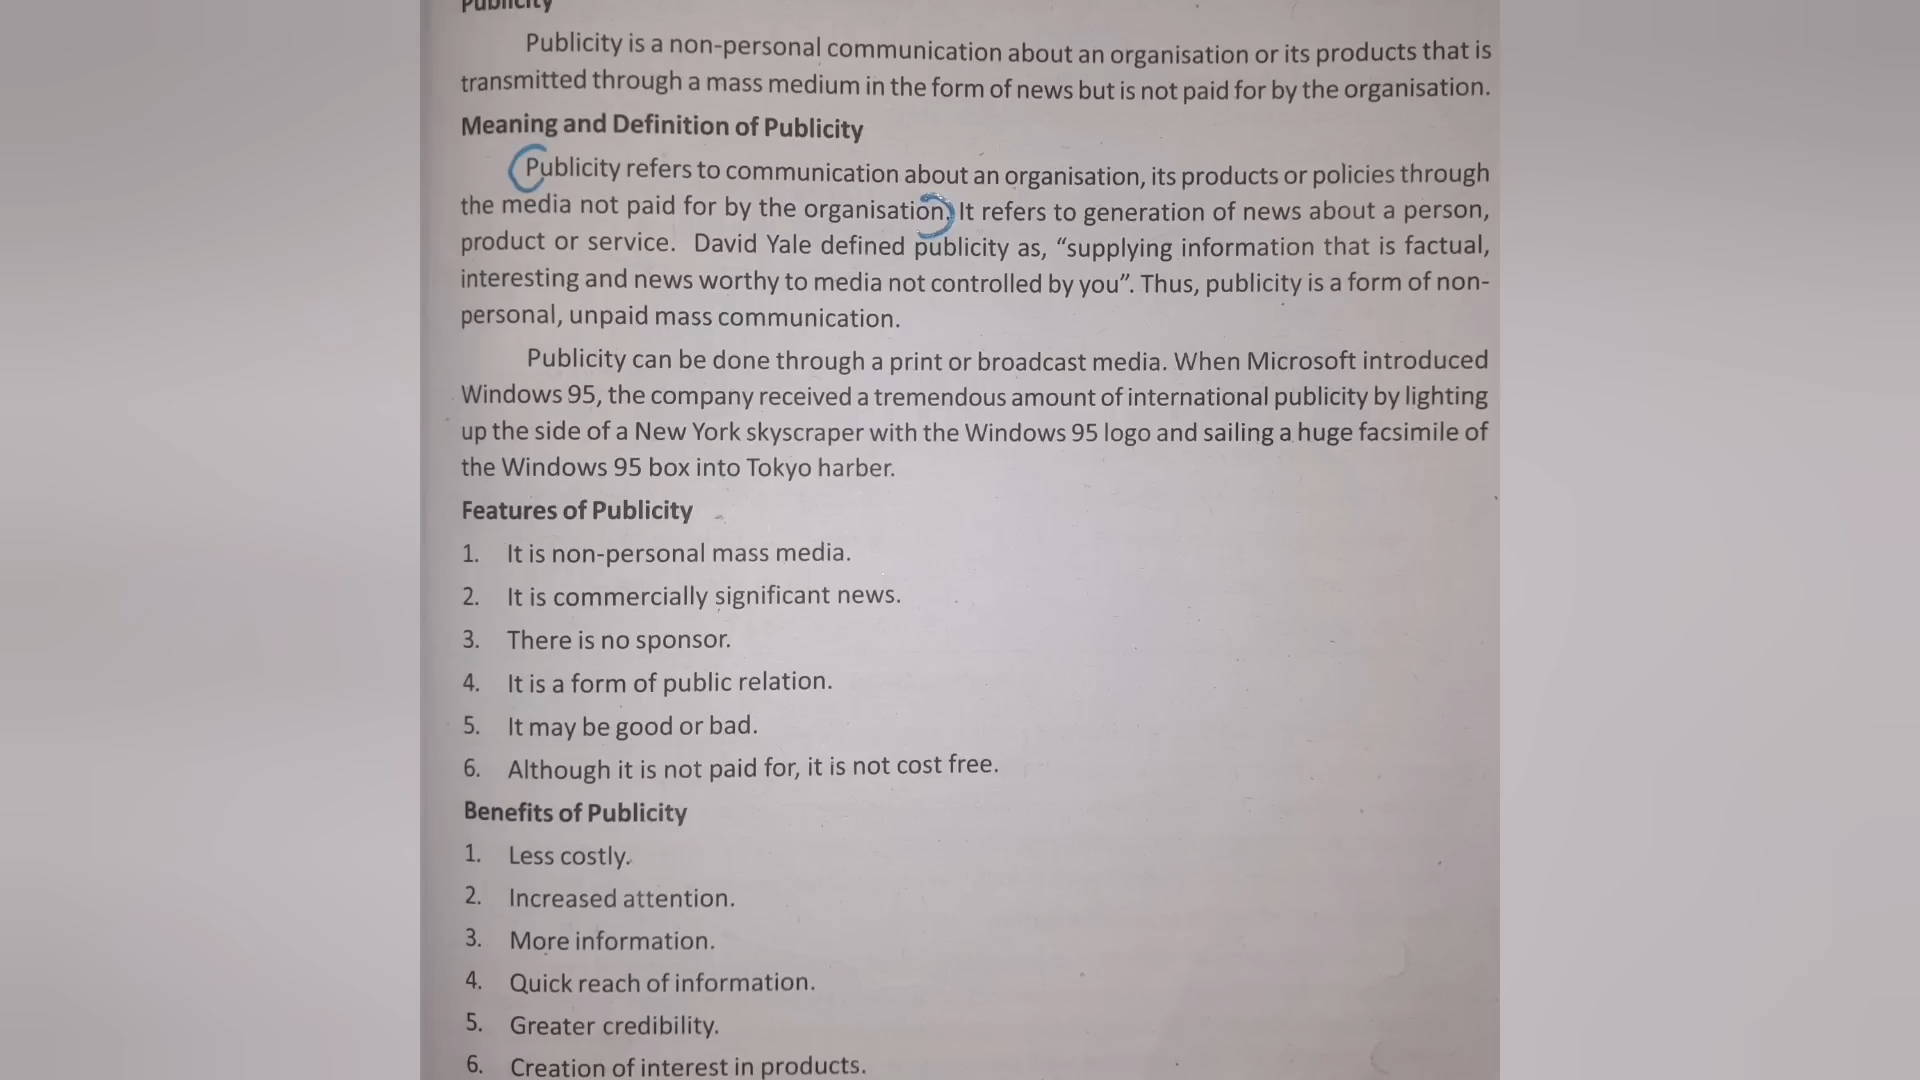 Publicity
Publicity is a non-personal communication about an organisation or its products that is
transmitted through a mass medium in the form of news but is not paid for by the organisation.
Meaning and Definition of Publicity
Publicity refers to communication about an organisation, its products or policies through
the media not paid for by the organisation. It refers to generation of news about a person,
product or service. David Yale defined publicity as, “supplying information that is factual,
interesting and news worthy to media not controlled by you”. Thus, publicity is a form of non-
personal, unpaid mass communication.
Publicity can be done through a print or broadcast media. When Microsoft introduced
Windows 95, the company received a tremendous amount of international publicity by lighting
up the side of a New York skyscraper with the Windows 95 logo and sailing a huge facsimile of
the Windows 95 box into Tokyo harber.
Features of Publicity
1. It is non-personal mass media.
2. It is commercially significant news.
3. There is no sponsor.
4. It is a form of public relation.
5. It may be good or bad.
6. Although it is not paid for, it is not cost free.
Benefits of Publicity
1. Less costly.
2. Increased attention.
3. More information.
4. Quick reach of information.
5. Greater credibility.
6. Creation of interest in products.